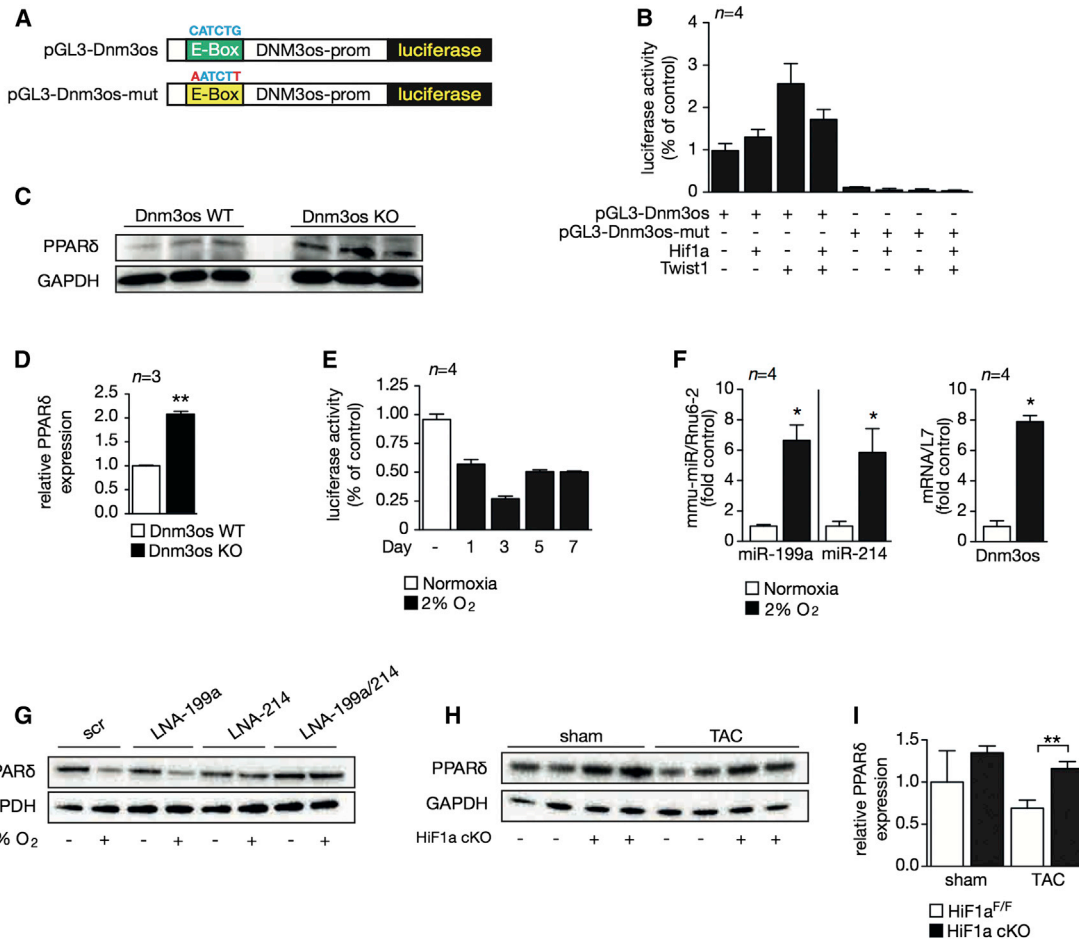 A
CATCTG
pGL3-Dnm3os E-Box DNM3os-prom luciferase
AATCTT
pGL3-Dnm3os-mut E-Box DNM3os-prom luciferase
B
n=4
luciferase activity
(% of control)
4
3
2
1
0
pGL3-Dnm3os + + + + - - - -
pGL3-Dnm3os-mut - - - - + + + +
Hif1a - + - + - + - +
Twist1 - - + + - - + +
C
Dnm3os WT Dnm3os KO
PPARδ
GAPDH
D
n=3
relative PPARδ
expression
2.5
2.0
1.5
1.0
0.5
0.0
**
Dnm3os WT
Dnm3os KO
E
n=4
luciferase activity
(% of control)
1.25
1.00
0.75
0.50
0.25
0
Day - 1 3 5 7
Normoxia
2% O2
F
n=4
mmu-miR/Rnu6-2
(fold control)
10
8
6
4
2
0
* *
miR-199a miR-214
Normoxia
2% O2
n=4
mRNA/L7
(fold control)
10
8
6
4
2
0
*
Dnm3os
G
scr LNA-199a LNA-214 LNA-199a/214
PARδ
PDH
% O2 - + - + - + - +
H
sham TAC
PPARδ
GAPDH
HiF1a cKO - - + + - - + +
I
relative PPARδ
expression
1.5
1.0
0.5
0.0
**
sham TAC
HiF1aF/F
HiF1a cKO